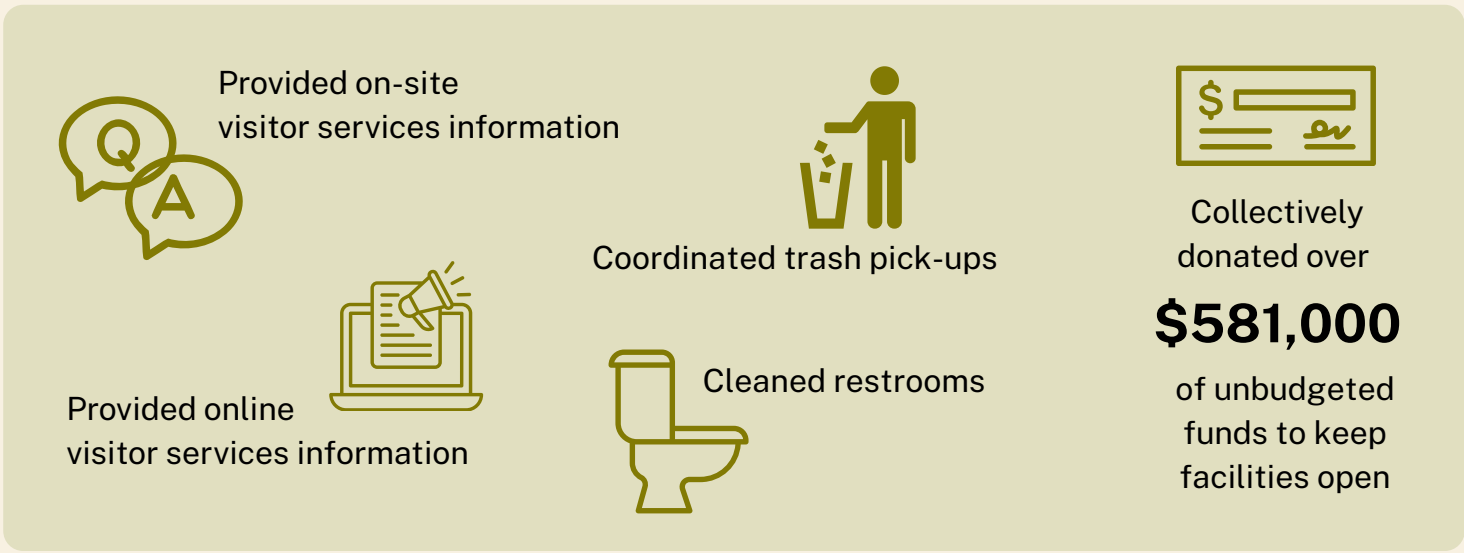 Provided on-site
visitor services information
Q
A
Provided online
visitor services information
Coordinated trash pick-ups
Cleaned restrooms
$
Collectively
donated over
$581,000
of unbudgeted
funds to keep
facilities open